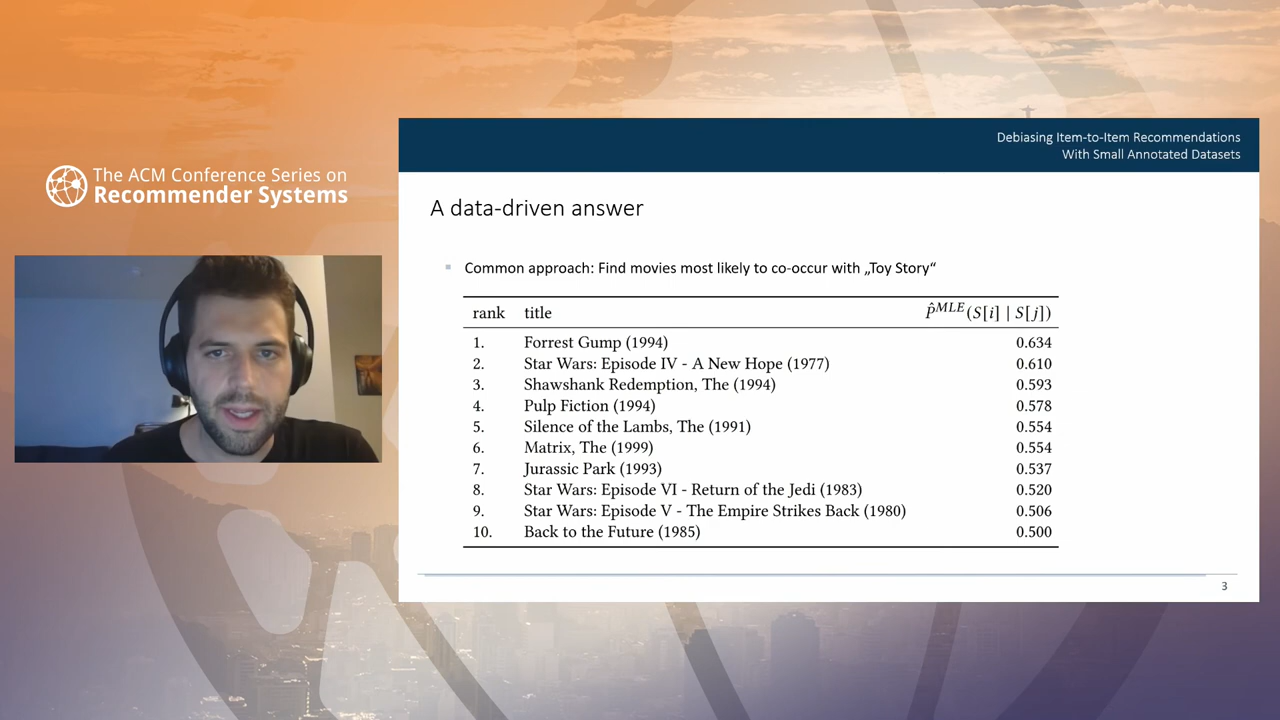 The ACM Conference Series on
Recommender Systems
Debiasing Item-to-Item Recommendations
With Small Annotated Datasets
A data-driven answer
Common approach: Find movies most likely to co-occur with „Toy Story“
rank title P̂^MLE(S[i] | S[j])
1. Forrest Gump (1994) 0.634
2. Star Wars: Episode IV - A New Hope (1977) 0.610
3. Shawshank Redemption, The (1994) 0.593
4. Pulp Fiction (1994) 0.578
5. Silence of the Lambs, The (1991) 0.554
6. Matrix, The (1999) 0.554
7. Jurassic Park (1993) 0.537
8. Star Wars: Episode VI - Return of the Jedi (1983) 0.520
9. Star Wars: Episode V - The Empire Strikes Back (1980) 0.506
10. Back to the Future (1985) 0.500
3